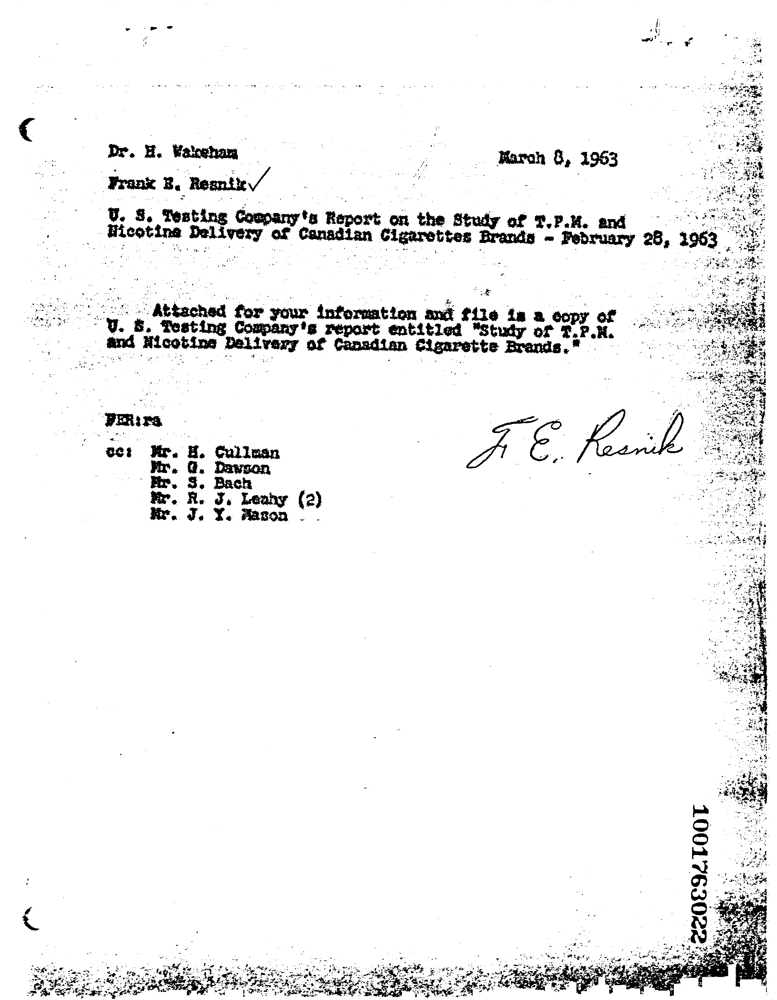 Dr. H. Wakeham
March 8, 1963
Frank E. Resnik✓
U. S. Testing Company's Report on the Study of T.P.M. and
Nicotine Delivery of Canadian Cigarettes Brands - February 28, 1963
Attached for your information and file is a copy of
U. S. Testing Company's report entitled "Study of T.P.M.
and Nicotine Delivery of Canadian Cigarette Brands."
FER:ra
F. E. Resnik
cc: Mr. H. Cullman
Mr. G. Dawson
Mr. S. Bach
Mr. R. J. Leahy (2)
Mr. J. Y. Mason
1001763022